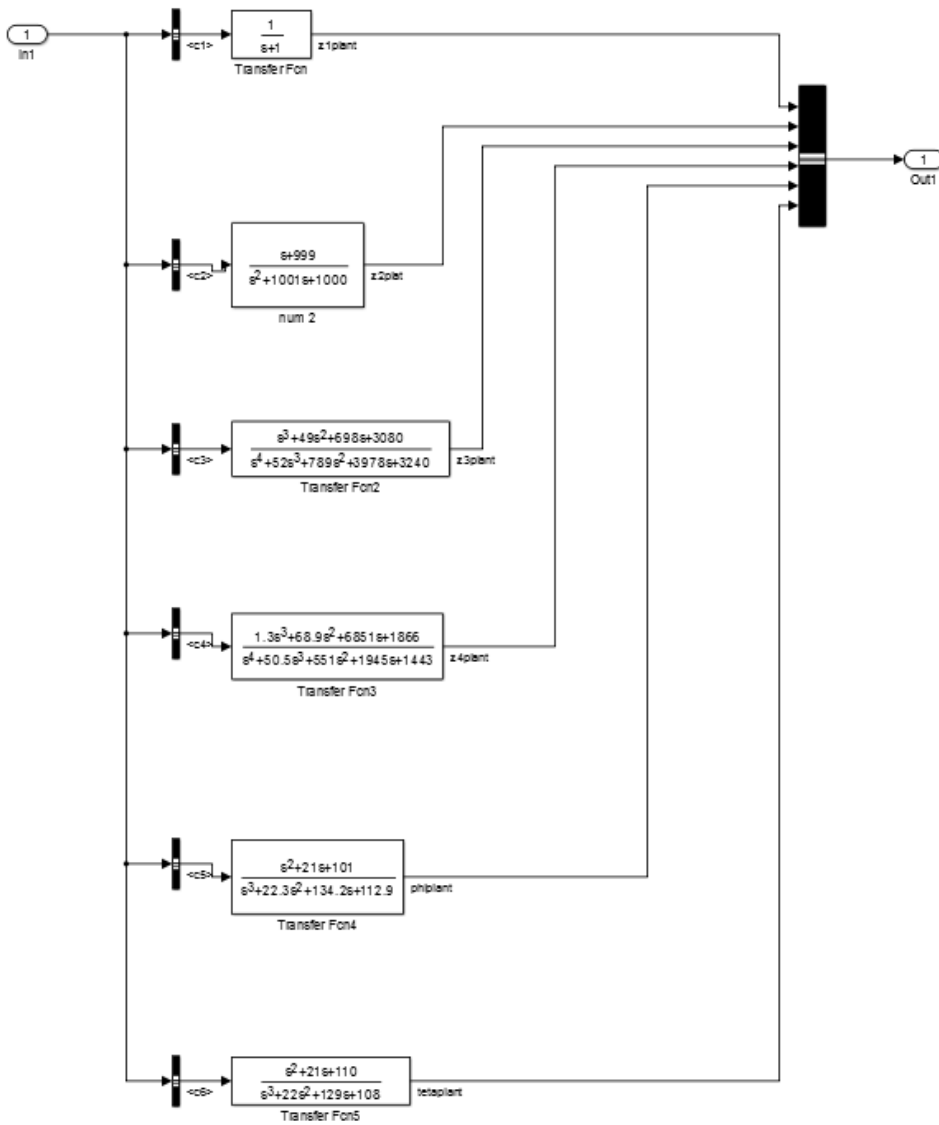 1
In1
<c1>
1
s+1
z1plant
Transfer Fcn
1
Out1
<c2>
s+999
s²+1001s+1000
z2plat
num 2
<c3>
s³+49s²+698s+3080
s⁴+52s³+789s²+3978s+3240
z3plant
Transfer Fcn2
<c4>
1.3s³+68.9s²+6851s+1866
s⁴+50.5s³+551s²+1945s+1443
z4plant
Transfer Fcn3
<c5>
s²+21s+101
s³+22.3s²+134.2s+112.9
phiplant
Transfer Fcn4
<c6>
s²+21s+110
s³+22s²+129s+108
tetaplant
Transfer Fcn5